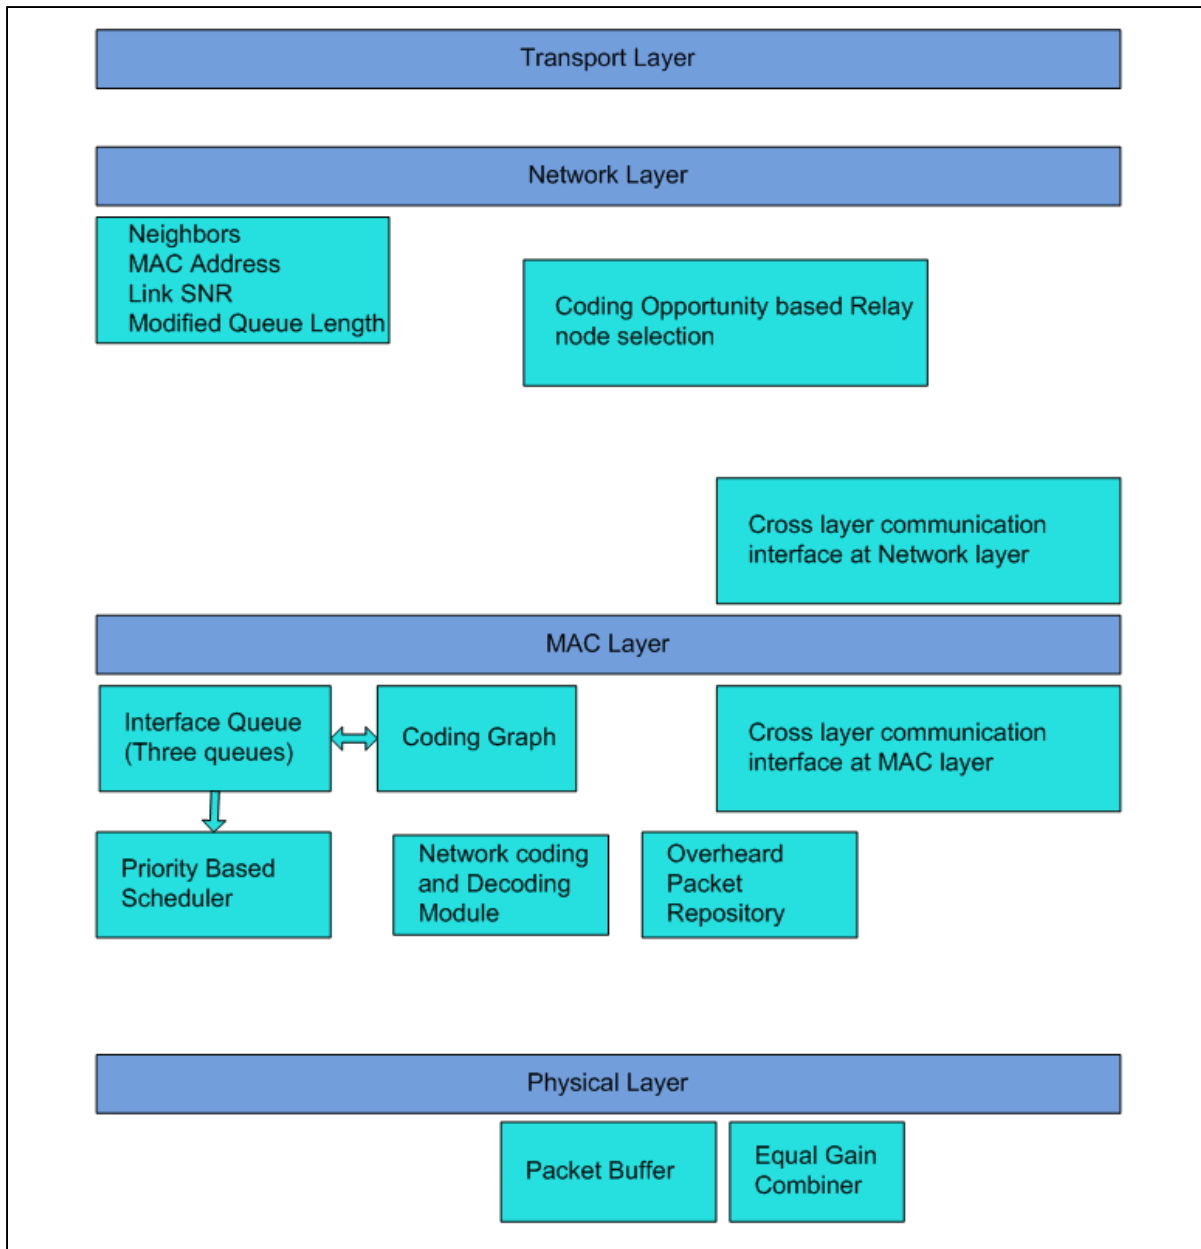 Transport Layer
Network Layer
Neighbors
MAC Address
Link SNR
Modified Queue Length
Coding Opportunity based Relay
node selection
Cross layer communication
interface at Network layer
MAC Layer
Interface Queue
(Three queues)
Coding Graph
Cross layer communication
interface at MAC layer
Priority Based
Scheduler
Network coding
and Decoding
Module
Overheard
Packet
Repository
Physical Layer
Packet Buffer
Equal Gain
Combiner